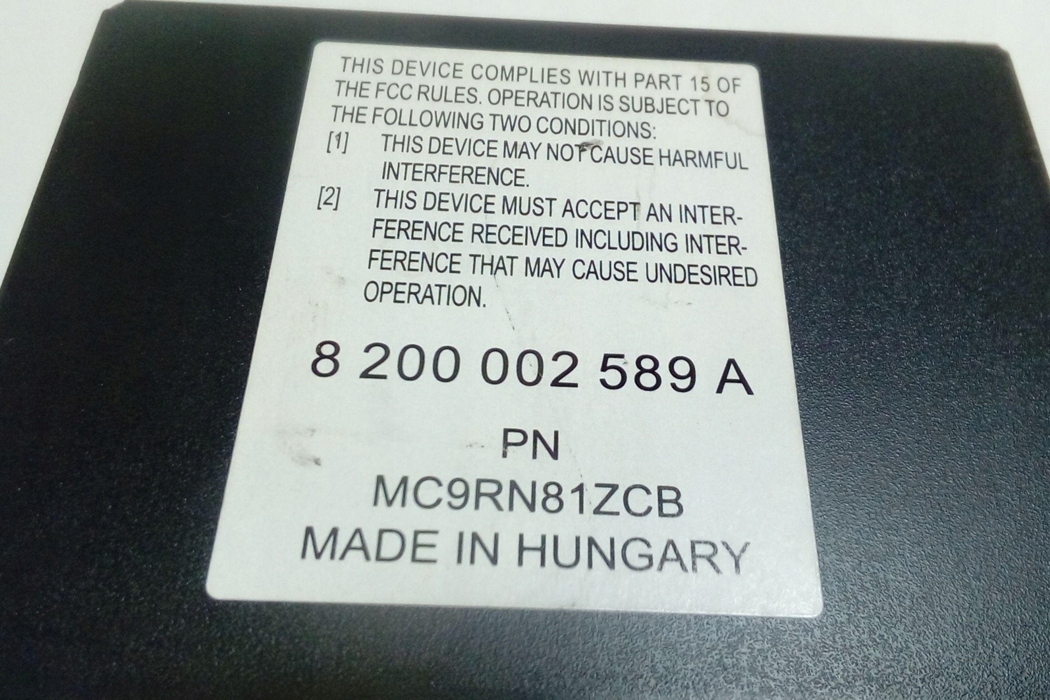 THIS DEVICE COMPLIES WITH PART 15 OF
THE FCC RULES. OPERATION IS SUBJECT TO
THE FOLLOWING TWO CONDITIONS:
[1] THIS DEVICE MAY NOT CAUSE HARMFUL
INTERFERENCE.
[2] THIS DEVICE MUST ACCEPT AN INTER-
FERENCE RECEIVED INCLUDING INTER-
FERENCE THAT MAY CAUSE UNDESIRED
OPERATION.
8 200 002 589 A
PN
MC9RN81ZCB
MADE IN HUNGARY